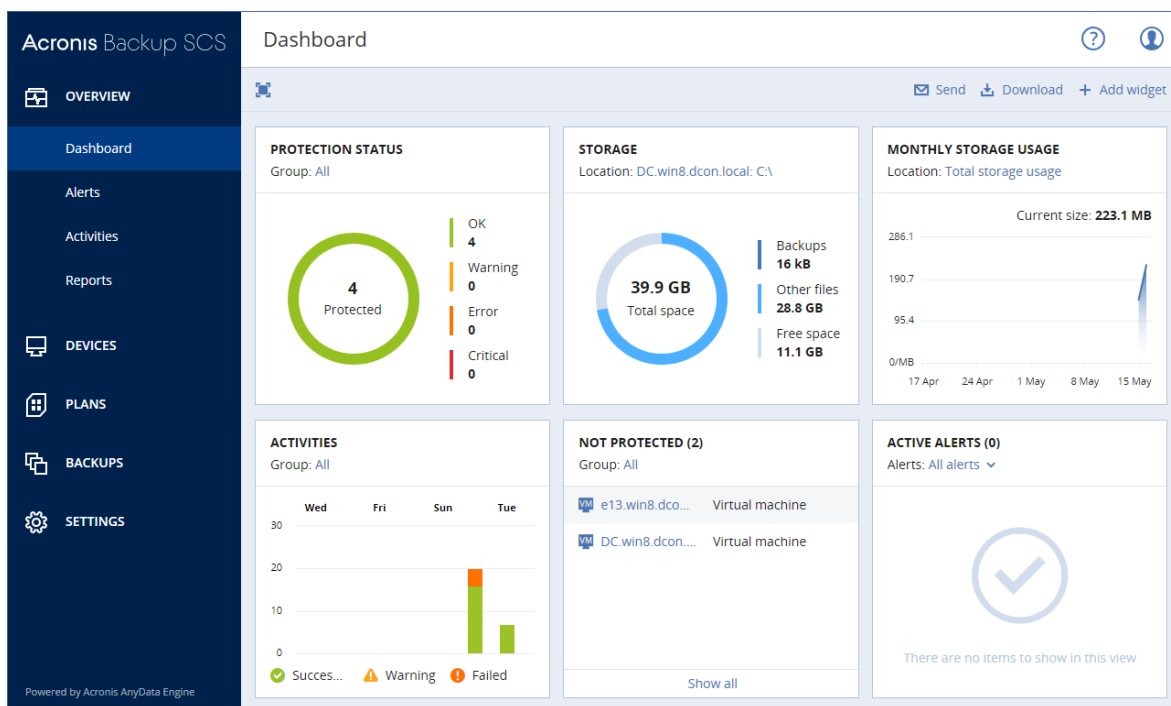 Acronis Backup SCS
Dashboard
?
OVERVIEW
Send
Download
+ Add widget
Dashboard
Alerts
Activities
Reports
DEVICES
PLANS
BACKUPS
SETTINGS
Powered by Acronis AnyData Engine
PROTECTION STATUS
Group: All
4
Protected
OK
4
Warning
0
Error
0
Critical
0
STORAGE
Location: DC.win8.dcon.local: C:\
39.9 GB
Total space
Backups
16 kB
Other files
28.8 GB
Free space
11.1 GB
MONTHLY STORAGE USAGE
Location: Total storage usage
Current size: 223.1 MB
286.1
190.7
95.4
0/MB
17 Apr 24 Apr 1 May 8 May 15 May
ACTIVITIES
Group: All
Wed Fri Sun Tue
30
20
10
0
Succes... Warning Failed
NOT PROTECTED (2)
Group: All
VM e13.win8.dco... Virtual machine
VM DC.win8.dcon.... Virtual machine
Show all
ACTIVE ALERTS (0)
Alerts: All alerts
There are no items to show in this view